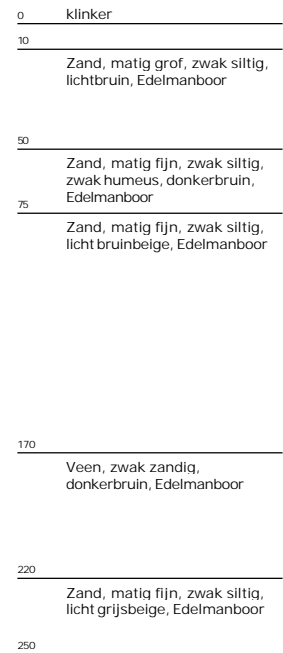 0 klinker
10
Zand, matig grof, zwak siltig,
lichtbruin, Edelmanboor
50
Zand, matig fijn, zwak siltig,
zwak humeus, donkerbruin,
Edelmanboor
75
Zand, matig fijn, zwak siltig,
licht bruinbeige, Edelmanboor
170
Veen, zwak zandig,
donkerbruin, Edelmanboor
220
Zand, matig fijn, zwak siltig,
licht grijsbeige, Edelmanboor
250